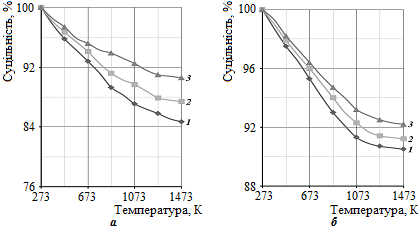 Суцільність, %
100
92
84
76
3
2
1
273 673 1073 1473
Температура, К
а
Суцільність, %
100
96
92
88
3
2
1
273 673 1073 1473
Температура, К
б